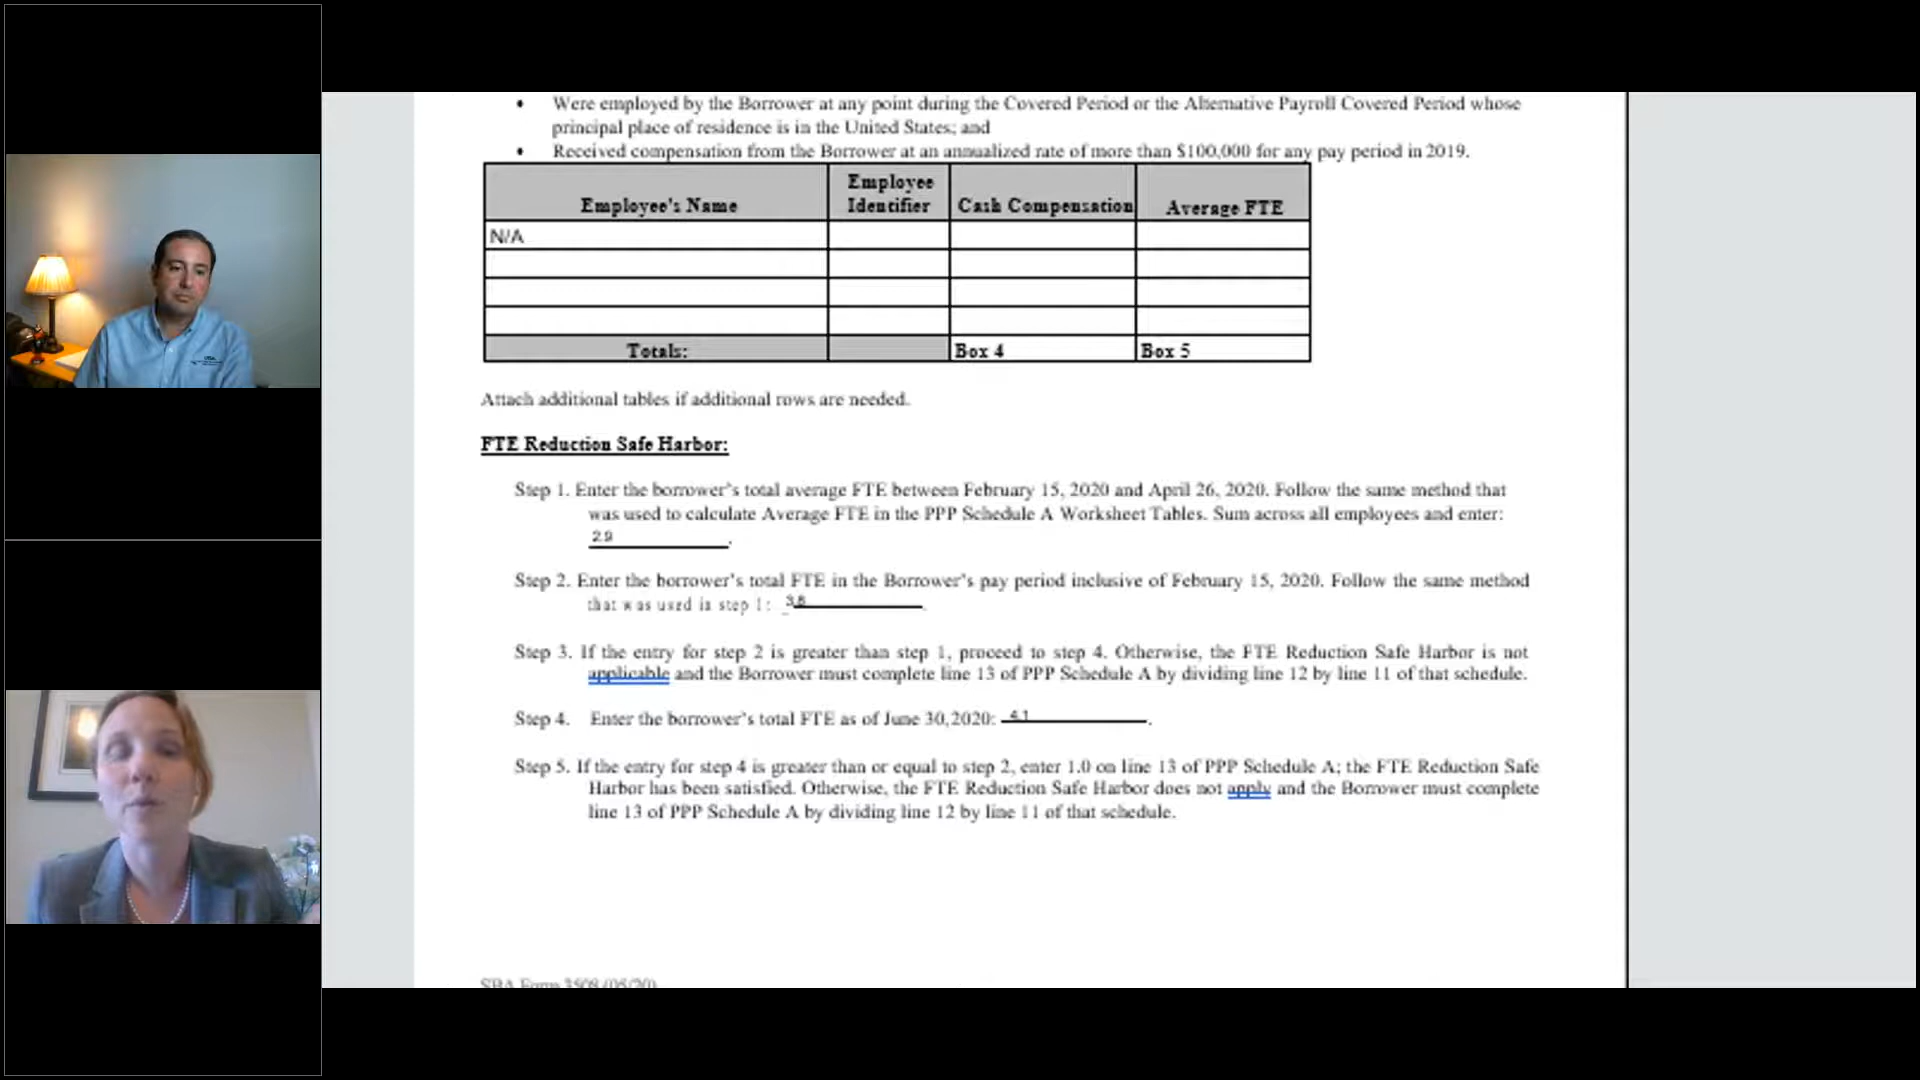 • Were employed by the Borrower at any point during the Covered Period or the Alternative Payroll Covered Period whose
principal place of residence is in the United States; and
• Received compensation from the Borrower at an annualized rate of more than $100,000 for any pay period in 2019.
Employee's Name Employee Identifier Cash Compensation Average FTE
N/A
Totals: Box 4 Box 5
Attach additional tables if additional rows are needed.
FTE Reduction Safe Harbor:
Step 1. Enter the borrower's total average FTE between February 15, 2020 and April 26, 2020. Follow the same method that
was used to calculate Average FTE in the PPP Schedule A Worksheet Tables. Sum across all employees and enter:
2.9.
Step 2. Enter the borrower's total FTE in the Borrower's pay period inclusive of February 15, 2020. Follow the same method
that was used in step 1: 3.8.
Step 3. If the entry for step 2 is greater than step 1, proceed to step 4. Otherwise, the FTE Reduction Safe Harbor is not
applicable and the Borrower must complete line 13 of PPP Schedule A by dividing line 12 by line 11 of that schedule.
Step 4. Enter the borrower's total FTE as of June 30, 2020: 4.1.
Step 5. If the entry for step 4 is greater than or equal to step 2, enter 1.0 on line 13 of PPP Schedule A; the FTE Reduction Safe
Harbor has been satisfied. Otherwise, the FTE Reduction Safe Harbor does not apply and the Borrower must complete
line 13 of PPP Schedule A by dividing line 12 by line 11 of that schedule.
SBA Form 3508 (05/20)